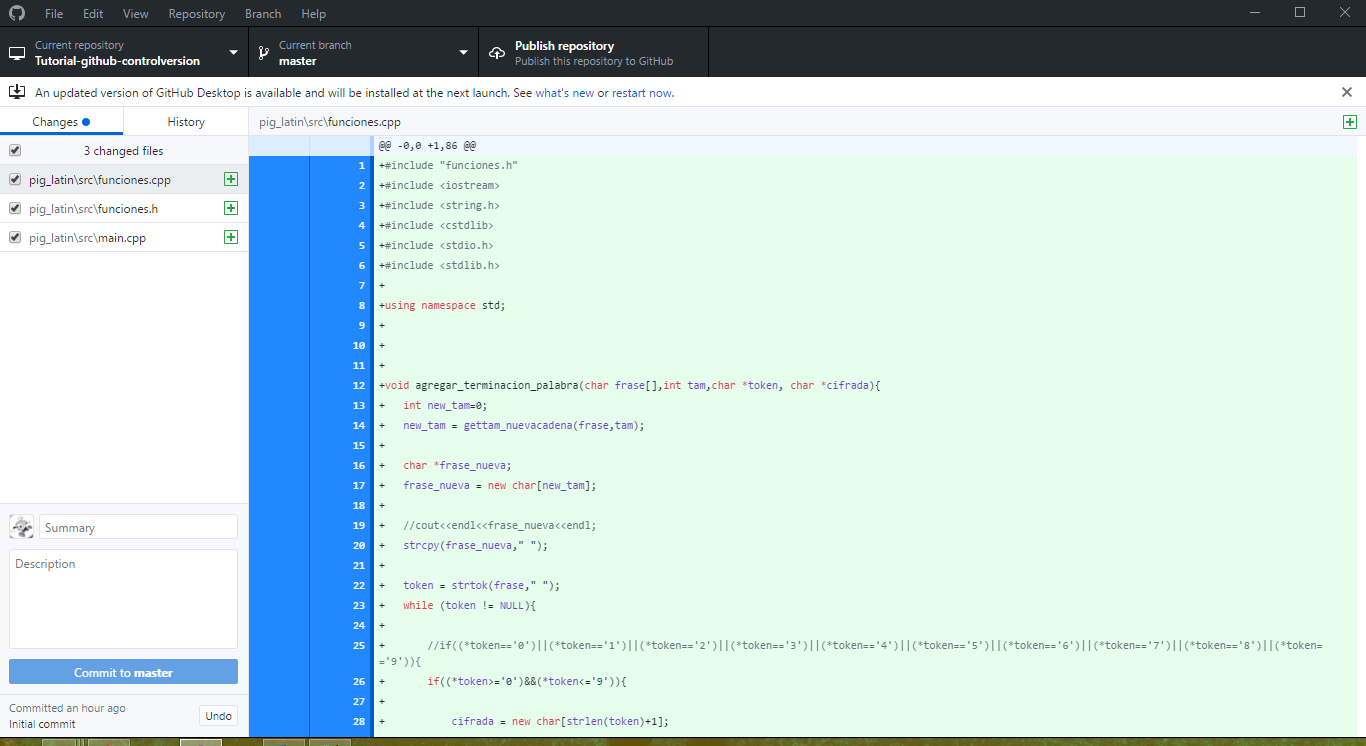 File Edit View Repository Branch Help
Current repository
Tutorial-github-controlversion
Current branch
master
Publish repository
Publish this repository to GitHub
An updated version of GitHub Desktop is available and will be installed at the next launch. See what's new or restart now.
Changes History
3 changed files
pig_latin\src\funciones.cpp
pig_latin\src\funciones.h
pig_latin\src\main.cpp
Summary
Description
Commit to master
Committed an hour ago
Initial commit
Undo
pig_latin\src\funciones.cpp
@@ -0,0 +1,86 @@
1 +#include "funciones.h"
2 +#include <iostream>
3 +#include <string.h>
4 +#include <cstdlib>
5 +#include <stdio.h>
6 +#include <stdlib.h>
7 +
8 +using namespace std;
9 +
10 +
11 +
12 +void agregar_terminacion_palabra(char frase[],int tam,char *token, char *cifrada){
13 + int new_tam=0;
14 + new_tam = gettam_nuevacadena(frase,tam);
15 +
16 + char *frase_nueva;
17 + frase_nueva = new char[new_tam];
18 +
19 + //cout<<endl<<frase_nueva<<endl;
20 + strcpy(frase_nueva," ");
21 +
22 + token = strtok(frase," ");
23 + while (token != NULL){
24 +
25 + //if((*token=='0')||(*token=='1')||(*token=='2')||(*token=='3')||(*token=='4')||(*token=='5')||(*token=='6')||(*token=='7')||(*token=='8')||(*token=
='9')){
26 + if((*token>='0')&&(*token<='9')){
27 +
28 + cifrada = new char[strlen(token)+1];